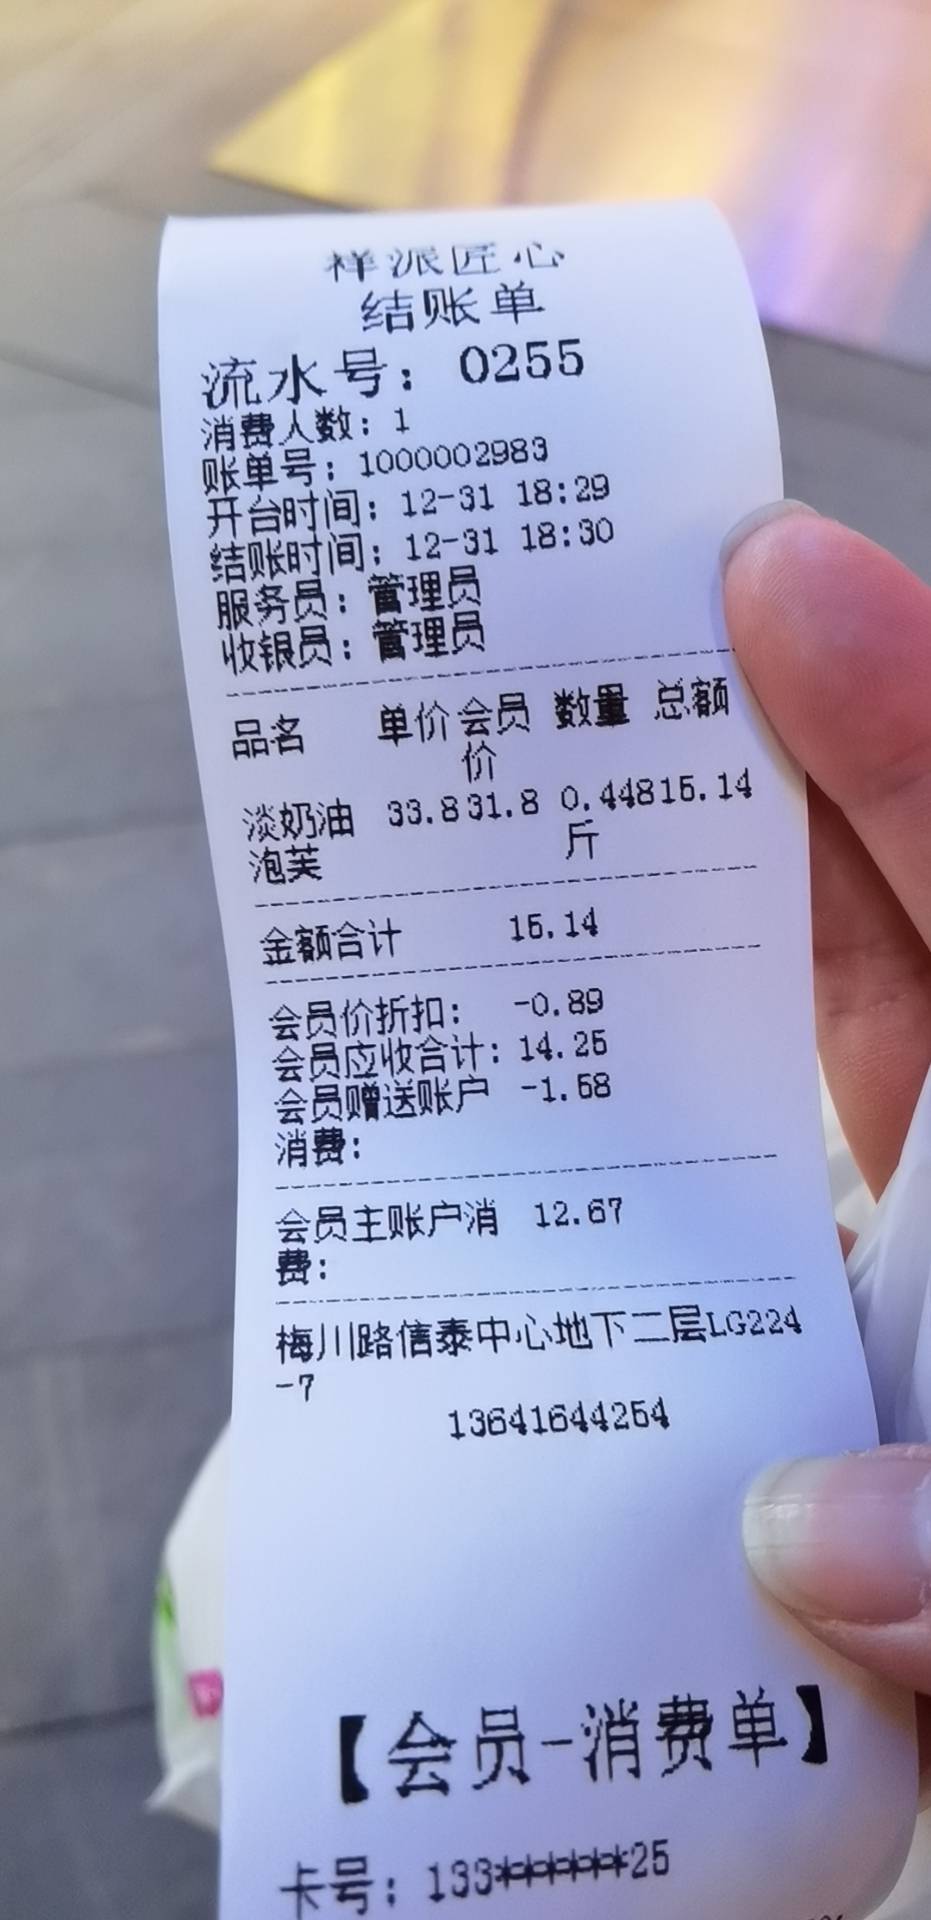 祥派匠心
结账单
流水号：0255
消费人数：1
账单号：1000002983
开台时间：12-31 18:29
结账时间：12-31 18:30
服务员：管理员
收银员：管理员
品名 单价 会员 数量 总额
价
淡奶油 33.831.8 0.44815.14
泡芙 斤
金额合计 15.14
会员价折扣： -0.89
会员应收合计：14.25
会员赠送账户 -1.58
消费：
会员主账户消 12.67
费：
梅川路信泰中心地下二层LG224
-7
13641644254
【会员-消费单】
卡号：133******25